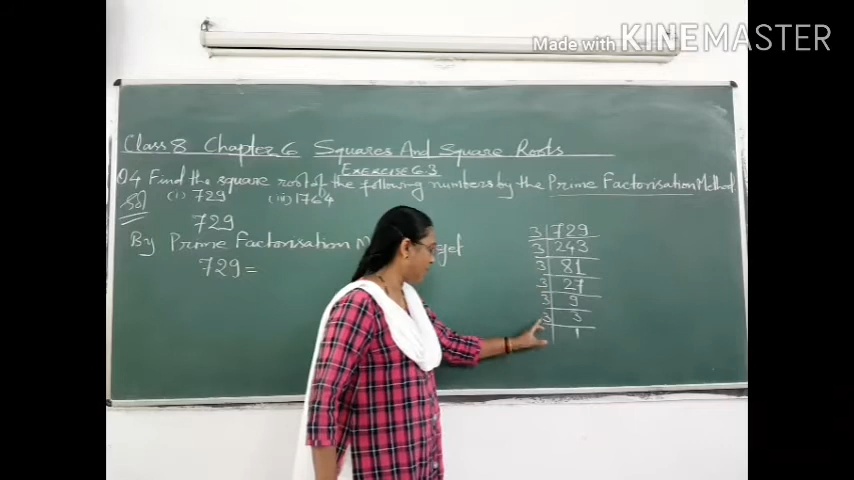 Made with KINEMASTER
Class 8 Chapter 6 Squares And Square Roots
EXERCISE 6.3
Q4 Find the square root of the following numbers by the Prime Factorisation Method.
(i) 729 (iii) 1764
Sol
729
By Prime Factorisation M get
729 =
3 729
3 243
3 81
3 27
3 9
3 3
1